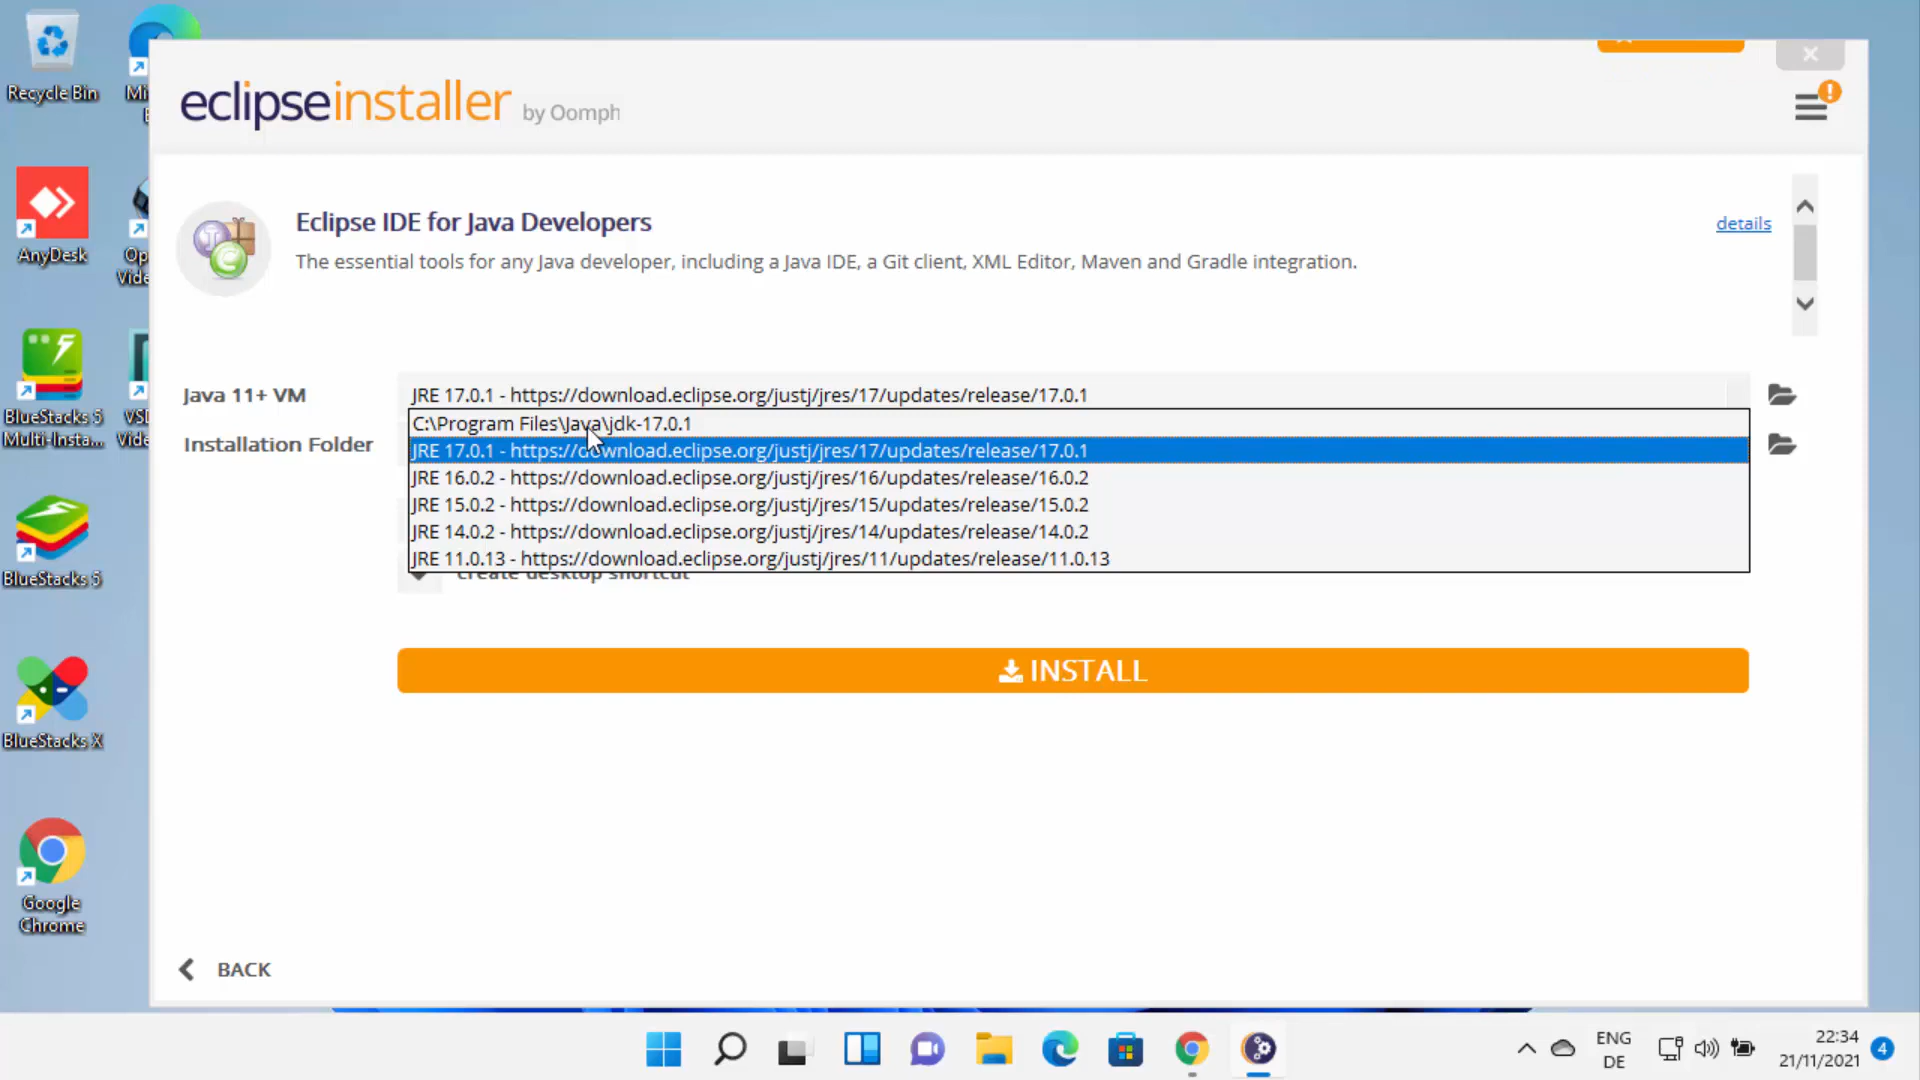 Recycle Bin
Mi
AnyDesk
Op
Vide
BlueStacks 5
Multi-Insta...
VSD
Vide
BlueStacks 5
BlueStacks X
Google
Chrome
eclipseinstaller by Oomph
Eclipse IDE for Java Developers
details
The essential tools for any Java developer, including a Java IDE, a Git client, XML Editor, Maven and Gradle integration.
Java 11+ VM
JRE 17.0.1 - https://download.eclipse.org/justj/jres/17/updates/release/17.0.1
Installation Folder
C:\Program Files\Java\jdk-17.0.1
JRE 17.0.1 - https://download.eclipse.org/justj/jres/17/updates/release/17.0.1
JRE 16.0.2 - https://download.eclipse.org/justj/jres/16/updates/release/16.0.2
JRE 15.0.2 - https://download.eclipse.org/justj/jres/15/updates/release/15.0.2
JRE 14.0.2 - https://download.eclipse.org/justj/jres/14/updates/release/14.0.2
JRE 11.0.13 - https://download.eclipse.org/justj/jres/11/updates/release/11.0.13
create desktop shortcut
INSTALL
BACK
ENG
DE
22:34
21/11/2021
4